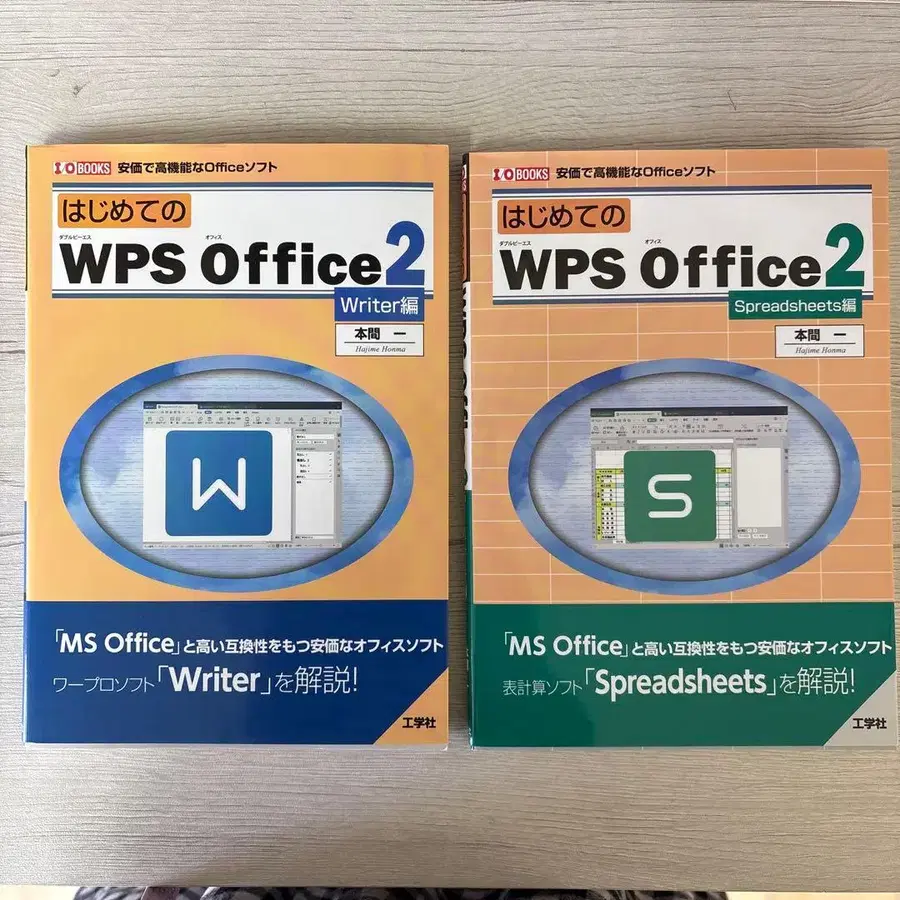 I/O BOOKS 安価で高機能なOfficeソフト
はじめての
ダブルピーエス オフィス
WPS Office2
Writer編
本間 一
Hajime Honma
W
「MS Office」と高い互換性をもつ安価なオフィスソフト
ワープロソフト「Writer」を解説!
工学社
I/O BOOKS 安価で高機能なOfficeソフト
はじめての
ダブルピーエス オフィス
WPS Office2
Spreadsheets編
本間 一
Hajime Honma
S
「MS Office」と高い互換性をもつ安価なオフィスソフト
表計算ソフト「Spreadsheets」を解説!
工学社